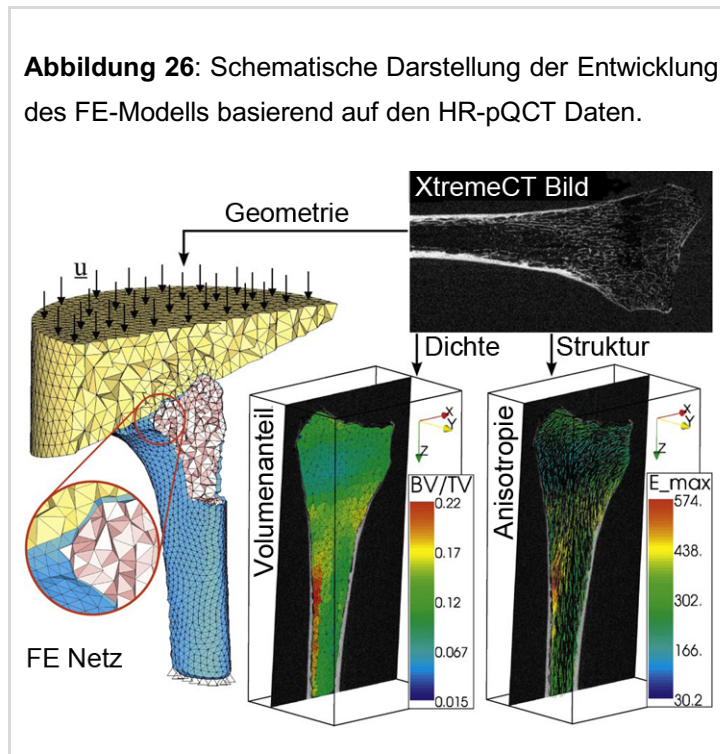 Abbildung 26: Schematische Darstellung der Entwicklung
des FE-Modells basierend auf den HR-pQCT Daten.
XtremeCT Bild
Geometrie
u
Dichte
Struktur
Volumenanteil
X
Y
Z
BV/TV
0.22
0.17
0.12
0.067
0.015
Anisotropie
X
Y
Z
E_max
574.
438.
302.
166.
30.2
FE Netz